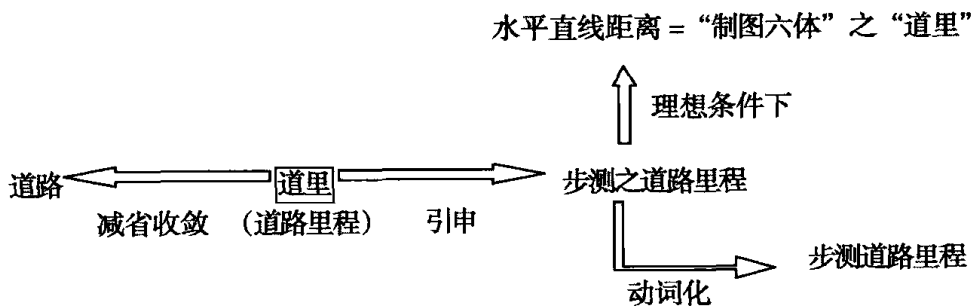 水平直线距离=“制图六体”之“道里”
理想条件下
道路
道里
步测之道路里程
减省收敛
(道路里程)
引申
步测道路里程
动词化